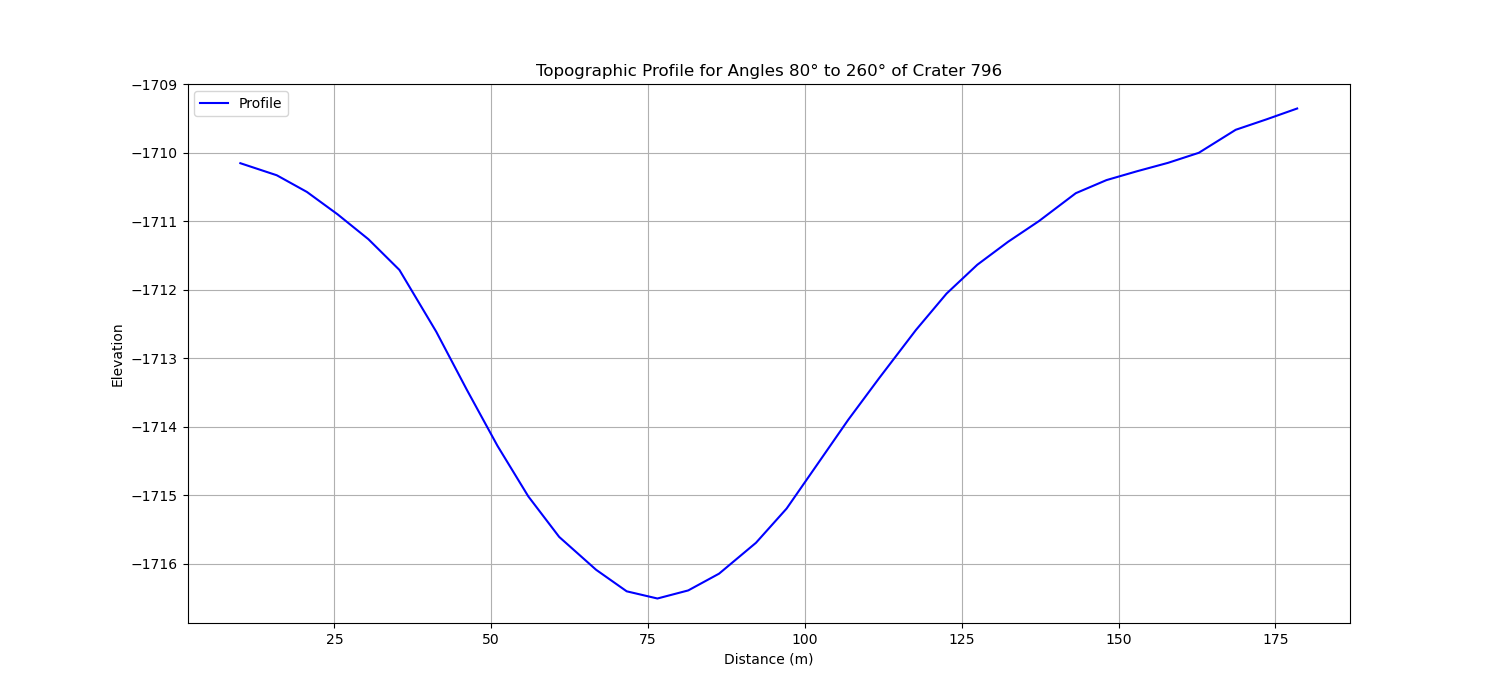 Topographic Profile for Angles 80° to 260° of Crater 796
Profile
−1709
−1710
−1711
−1712
−1713
−1714
−1715
−1716
Elevation
25 50 75 100 125 150 175
Distance (m)